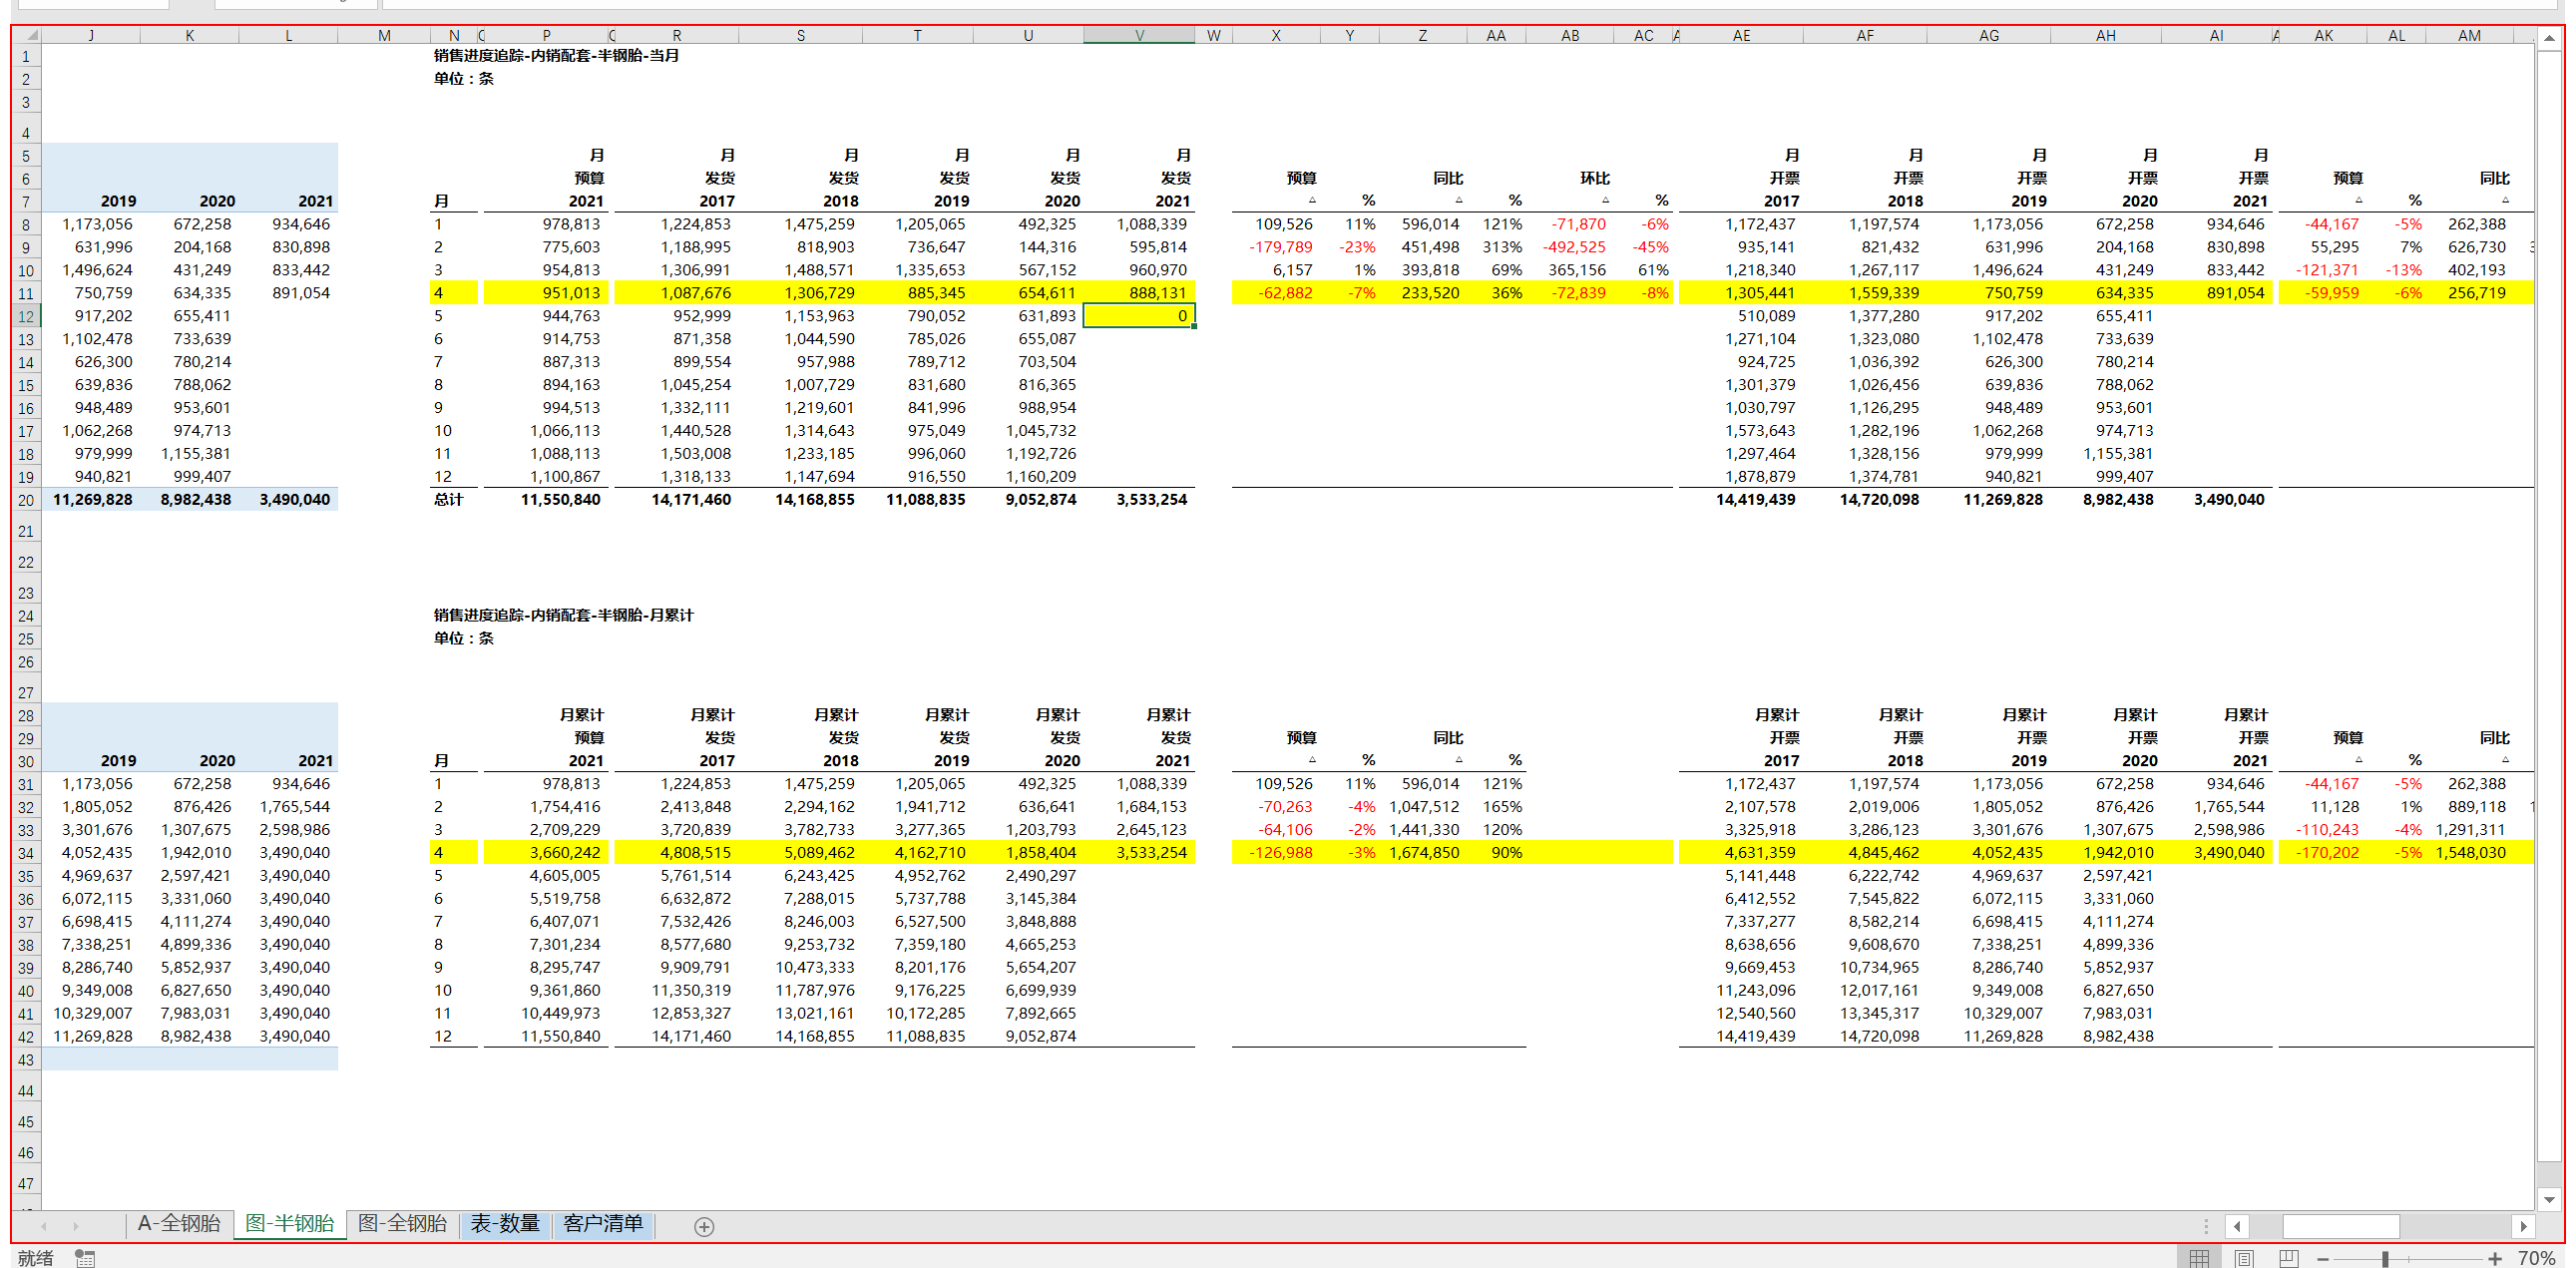 J K L M N P R S T U V W X Y Z AA AB AC AE AF AG AH AI AK AL AM
1 销售进度追踪-内销配套-半钢胎-当月
2 单位：条
3
4
5 月 月 月 月 月 月 月 月 月 月 月
6 预算 发货 发货 发货 发货 发货 预算 同比 环比 开票 开票 开票 开票 开票 预算 同比
7 2019 2020 2021 月 2021 2017 2018 2019 2020 2021 △ % △ % △ % 2017 2018 2019 2020 2021 △ % △
8 1,173,056 672,258 934,646 1 978,813 1,224,853 1,475,259 1,205,065 492,325 1,088,339 109,526 11% 596,014 121% -71,870 -6% 1,172,437 1,197,574 1,173,056 672,258 934,646 -44,167 -5% 262,388
9 631,996 204,168 830,898 2 775,603 1,188,995 818,903 736,647 144,316 595,814 -179,789 -23% 451,498 313% -492,525 -45% 935,141 821,432 631,996 204,168 830,898 55,295 7% 626,730
10 1,496,624 431,249 833,442 3 954,813 1,306,991 1,488,571 1,335,653 567,152 960,970 6,157 1% 393,818 69% 365,156 61% 1,218,340 1,267,117 1,496,624 431,249 833,442 -121,371 -13% 402,193
11 750,759 634,335 891,054 4 951,013 1,087,676 1,306,729 885,345 654,611 888,131 -62,882 -7% 233,520 36% -72,839 -8% 1,305,441 1,559,339 750,759 634,335 891,054 -59,959 -6% 256,719
12 917,202 655,411 5 944,763 952,999 1,153,963 790,052 631,893 0 510,089 1,377,280 917,202 655,411
13 1,102,478 733,639 6 914,753 871,358 1,044,590 785,026 655,087 1,271,104 1,323,080 1,102,478 733,639
14 626,300 780,214 7 887,313 899,554 957,988 789,712 703,504 924,725 1,036,392 626,300 780,214
15 639,836 788,062 8 894,163 1,045,254 1,007,729 831,680 816,365 1,301,379 1,026,456 639,836 788,062
16 948,489 953,601 9 994,513 1,332,111 1,219,601 841,996 988,954 1,030,797 1,126,295 948,489 953,601
17 1,062,268 974,713 10 1,066,113 1,440,528 1,314,643 975,049 1,045,732 1,573,643 1,282,196 1,062,268 974,713
18 979,999 1,155,381 11 1,088,113 1,503,008 1,233,185 996,060 1,192,726 1,297,464 1,328,156 979,999 1,155,381
19 940,821 999,407 12 1,100,867 1,318,133 1,147,694 916,550 1,160,209 1,878,879 1,374,781 940,821 999,407
20 11,269,828 8,982,438 3,490,040 总计 11,550,840 14,171,460 14,168,855 11,088,835 9,052,874 3,533,254 14,419,439 14,720,098 11,269,828 8,982,438 3,490,040
21
22
23
24 销售进度追踪-内销配套-半钢胎-月累计
25 单位：条
26
27
28 月累计 月累计 月累计 月累计 月累计 月累计 月累计 月累计 月累计 月累计 月累计
29 预算 发货 发货 发货 发货 发货 预算 同比 开票 开票 开票 开票 开票 预算 同比
30 2019 2020 2021 月 2021 2017 2018 2019 2020 2021 △ % △ % 2017 2018 2019 2020 2021 △ % △
31 1,173,056 672,258 934,646 1 978,813 1,224,853 1,475,259 1,205,065 492,325 1,088,339 109,526 11% 596,014 121% 1,172,437 1,197,574 1,173,056 672,258 934,646 -44,167 -5% 262,388
32 1,805,052 876,426 1,765,544 2 1,754,416 2,413,848 2,294,162 1,941,712 636,641 1,684,153 -70,263 -4% 1,047,512 165% 2,107,578 2,019,006 1,805,052 876,426 1,765,544 11,128 1% 889,118
33 3,301,676 1,307,675 2,598,986 3 2,709,229 3,720,839 3,782,733 3,277,365 1,203,793 2,645,123 -64,106 -2% 1,441,330 120% 3,325,918 3,286,123 3,301,676 1,307,675 2,598,986 -110,243 -4% 1,291,311
34 4,052,435 1,942,010 3,490,040 4 3,660,242 4,808,515 5,089,462 4,162,710 1,858,404 3,533,254 -126,988 -3% 1,674,850 90% 4,631,359 4,845,462 4,052,435 1,942,010 3,490,040 -170,202 -5% 1,548,030
35 4,969,637 2,597,421 3,490,040 5 4,605,005 5,761,514 6,243,425 4,952,762 2,490,297 5,141,448 6,222,742 4,969,637 2,597,421
36 6,072,115 3,331,060 3,490,040 6 5,519,758 6,632,872 7,288,015 5,737,788 3,145,384 6,412,552 7,545,822 6,072,115 3,331,060
37 6,698,415 4,111,274 3,490,040 7 6,407,071 7,532,426 8,246,003 6,527,500 3,848,888 7,337,277 8,582,214 6,698,415 4,111,274
38 7,338,251 4,899,336 3,490,040 8 7,301,234 8,577,680 9,253,732 7,359,180 4,665,253 8,638,656 9,608,670 7,338,251 4,899,336
39 8,286,740 5,852,937 3,490,040 9 8,295,747 9,909,791 10,473,333 8,201,176 5,654,207 9,669,453 10,734,965 8,286,740 5,852,937
40 9,349,008 6,827,650 3,490,040 10 9,361,860 11,350,319 11,787,976 9,176,225 6,699,939 11,243,096 12,017,161 9,349,008 6,827,650
41 10,329,007 7,983,031 3,490,040 11 10,449,973 12,853,327 13,021,161 10,172,285 7,892,665 12,540,560 13,345,317 10,329,007 7,983,031
42 11,269,828 8,982,438 3,490,040 12 11,550,840 14,171,460 14,168,855 11,088,835 9,052,874 14,419,439 14,720,098 11,269,828 8,982,438
43
44
45
46
47
A-全钢胎 图-半钢胎 图-全钢胎 表-数量 客户清单
就绪 70%